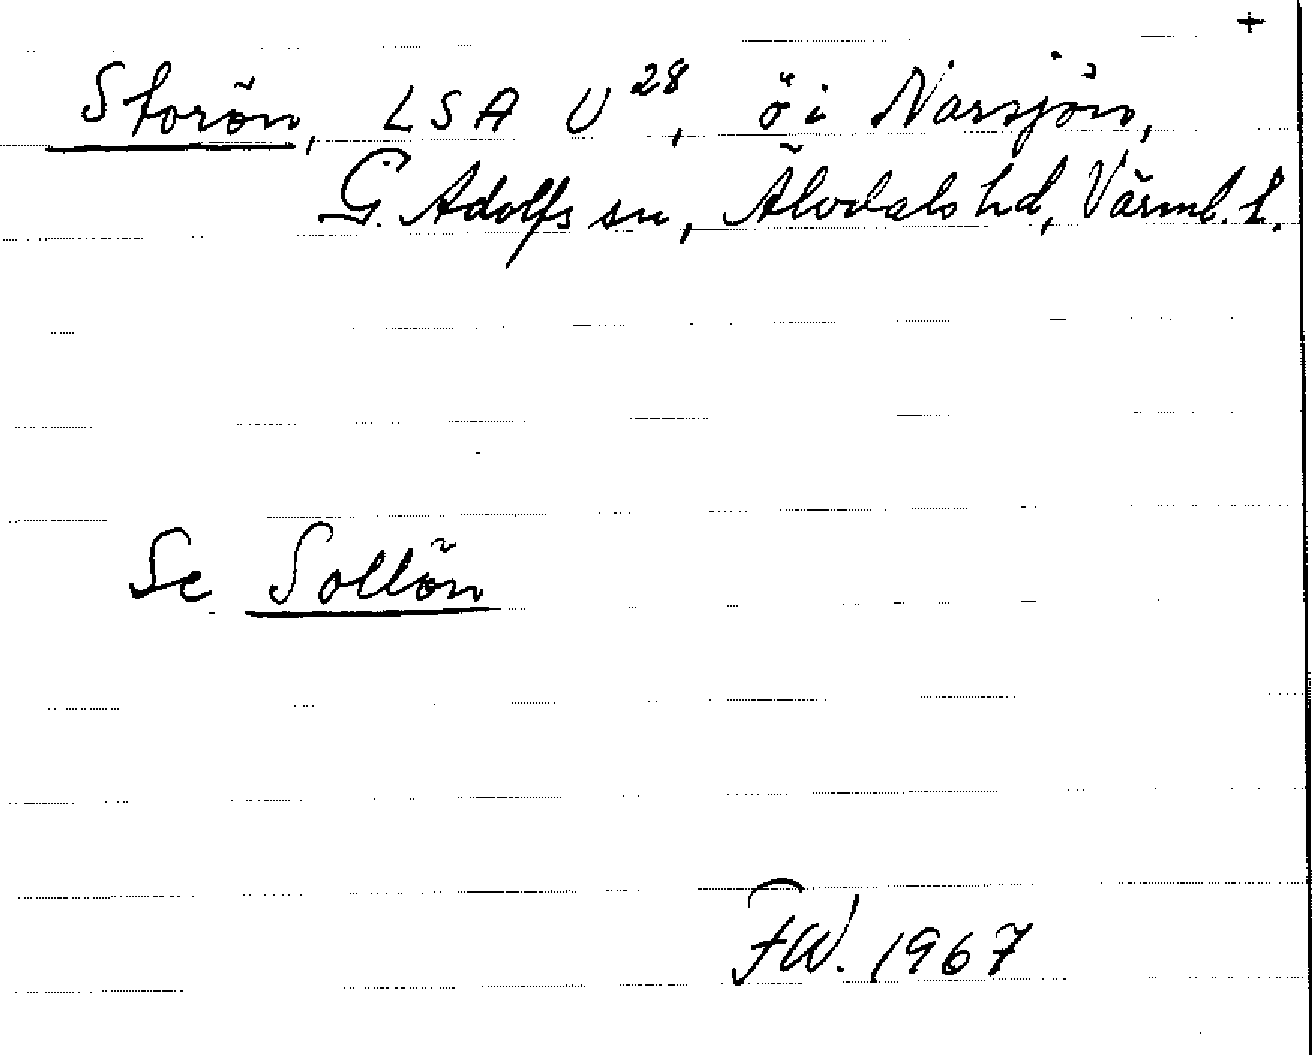 +
Storön, LSA U²⁸, ö i Narsjön,
G. Adolfs sn, Älvdals hd, Värml. l.
Se Sollön
FW. 1967